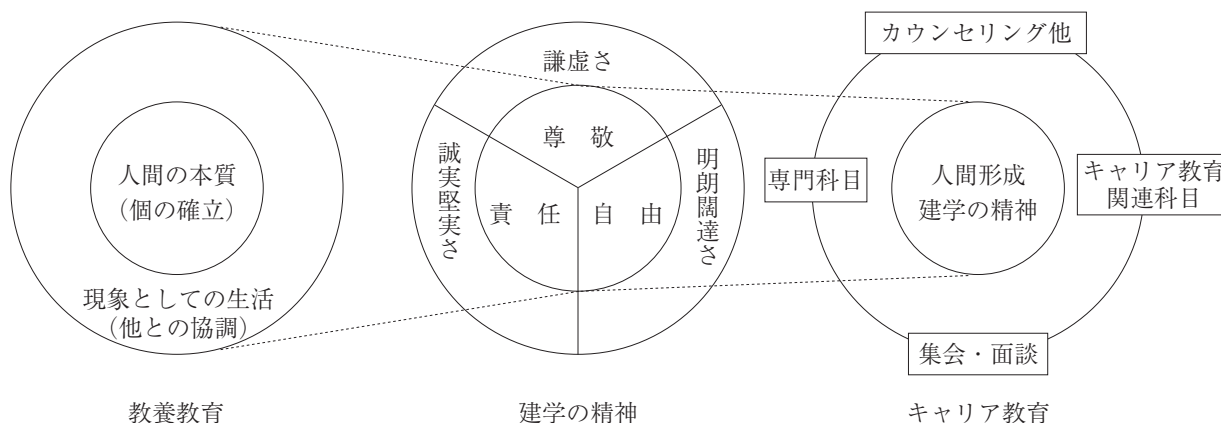 人間の本質
（個の確立）
現象としての生活
（他との協調）
教養教育
謙虚さ
尊　敬
誠実堅実さ
責　任
自　由
明朗闊達さ
建学の精神
カウンセリング他
専門科目
人間形成
建学の精神
キャリア教育
関連科目
集会・面談
キャリア教育